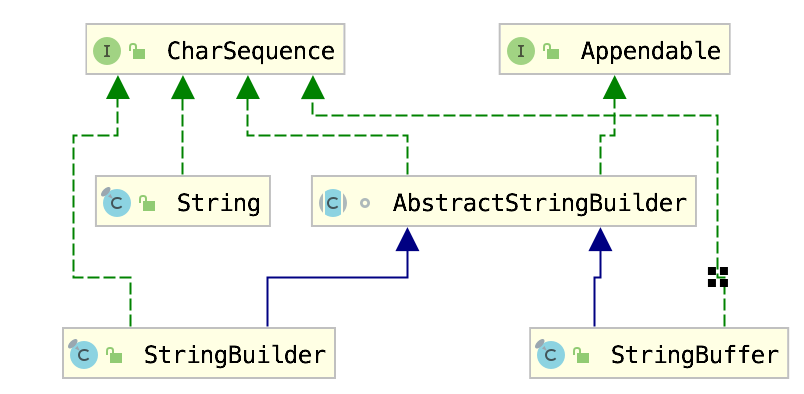 I CharSequence
I Appendable
C String
C AbstractStringBuilder
C StringBuilder
C StringBuffer